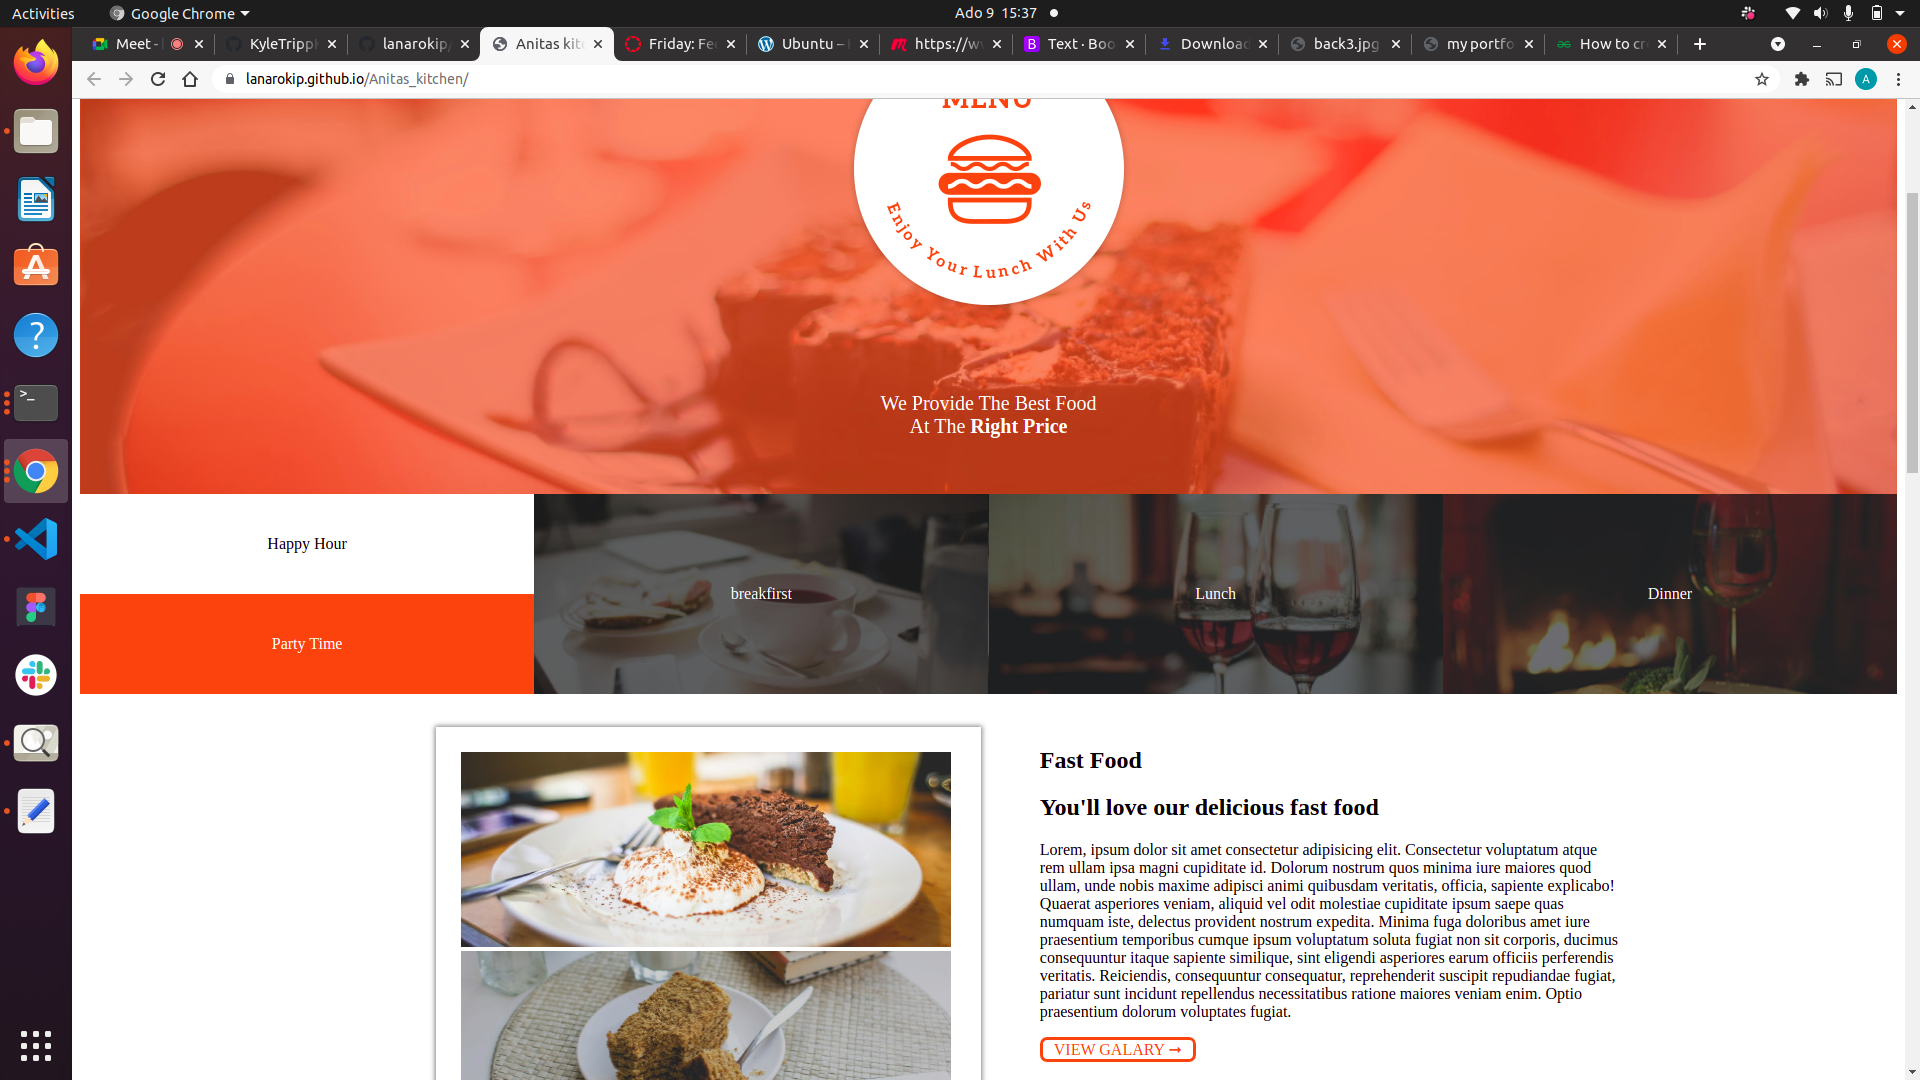 Activities
Google Chrome
Ado 9 15:37
Meet -
KyleTripp
lanarokip/
Anitas kit
Friday: Fe
Ubuntu –
https://w
Text · Boo
Download
back3.jpg
my portfo
How to cr
lanarokip.github.io/Anitas_kitchen/
A
MENU
Enjoy Your Lunch With Us
We Provide The Best Food
At The Right Price
Happy Hour
Party Time
breakfirst
Lunch
Dinner
Fast Food
You'll love our delicious fast food
Lorem, ipsum dolor sit amet consectetur adipisicing elit. Consectetur voluptatum atque
rem ullam ipsa magni cupiditate id. Dolorum nostrum quos minima iure maiores quod
ullam, unde nobis maxime adipisci animi quibusdam veritatis, officia, sapiente explicabo!
Quaerat asperiores veniam, aliquid vel odit molestiae cupiditate ipsum saepe quas
numquam iste, delectus provident nostrum expedita. Minima fuga doloribus amet iure
praesentium temporibus cumque ipsum voluptatum soluta fugiat non sit corporis, ducimus
consequuntur itaque sapiente similique, sint eligendi asperiores earum officiis perferendis
veritatis. Reiciendis, consequuntur consequatur, reprehenderit suscipit repudiandae fugiat,
pariatur sunt incidunt repellendus necessitatibus ratione maiores veniam enim. Optio
praesentium dolorum voluptates fugiat.
VIEW GALARY →